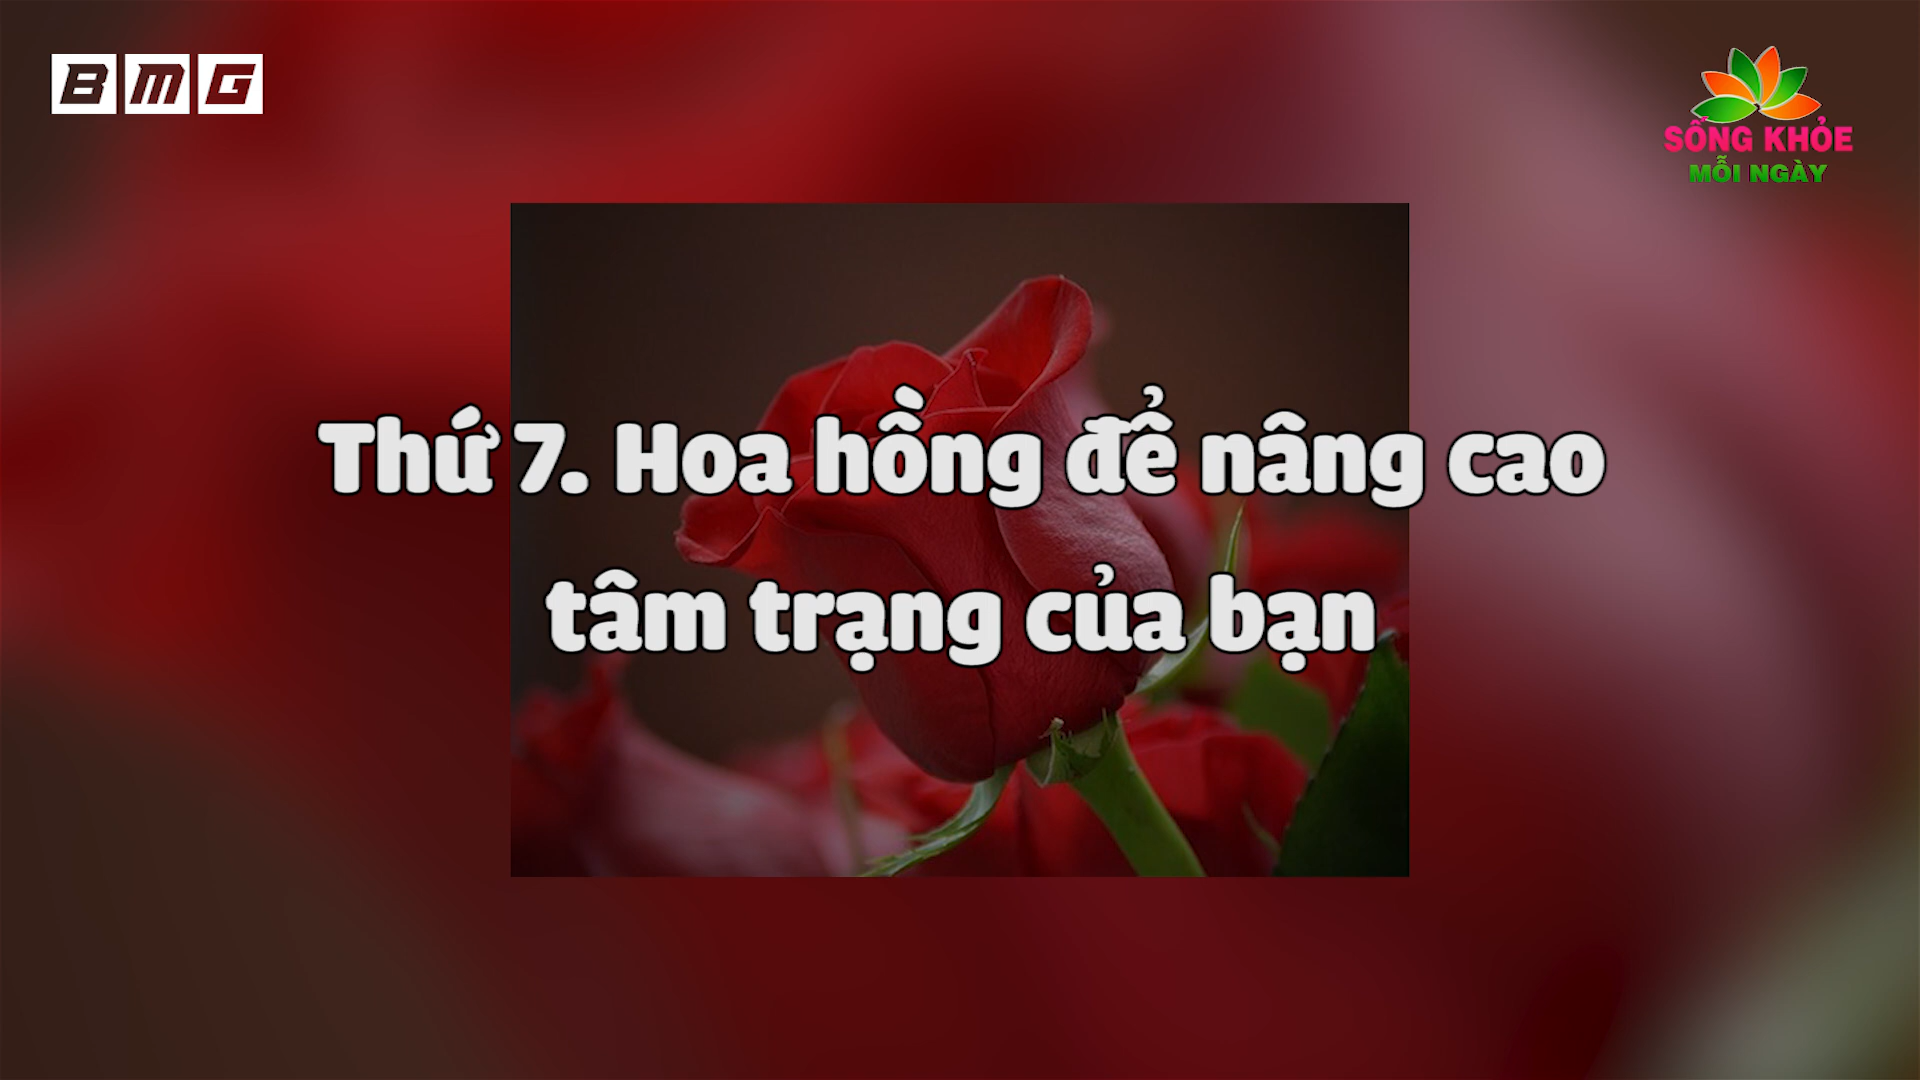 BMG
SỐNG KHỎE
MỖI NGÀY
Thứ 7. Hoa hồng để nâng cao
tâm trạng của bạn